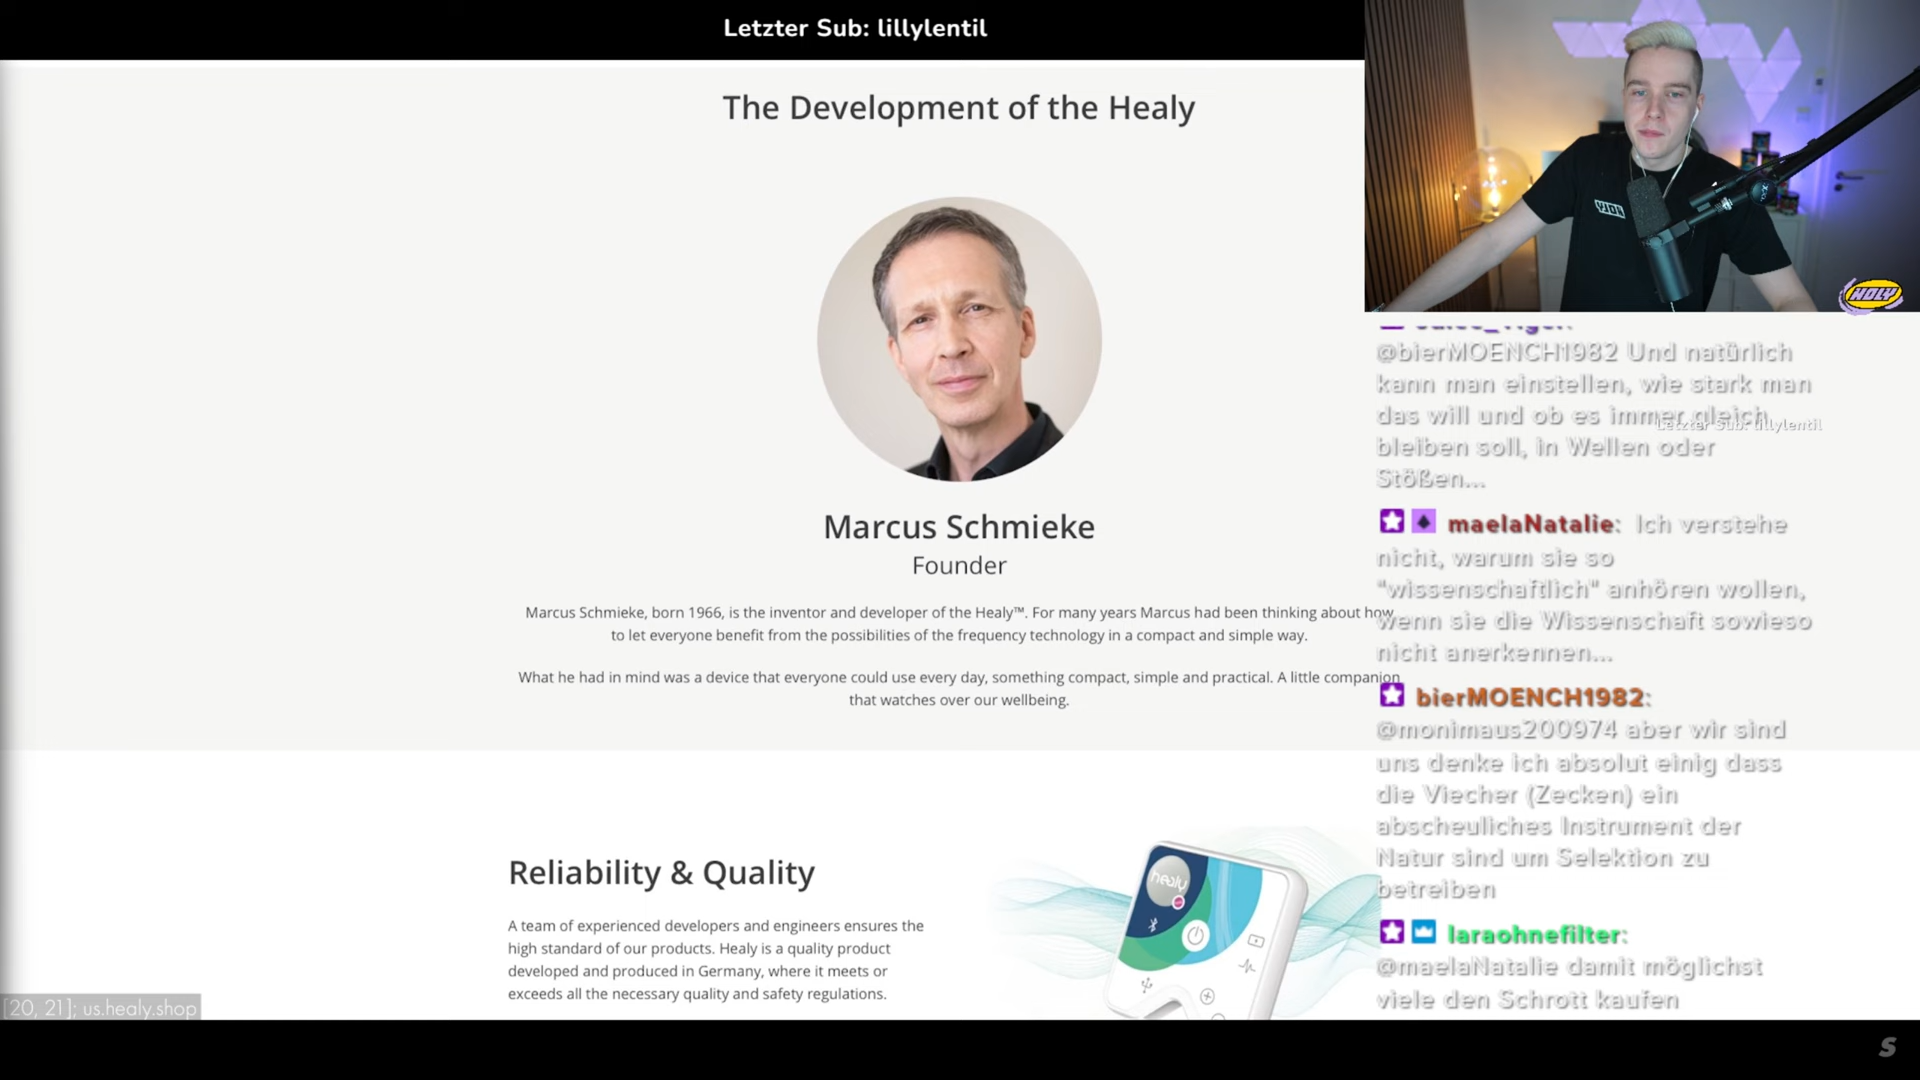 Letzter Sub: lillylentil
The Development of the Healy
Marcus Schmieke
Founder
Marcus Schmieke, born 1966, is the inventor and developer of the Healy™. For many years Marcus had been thinking about how
to let everyone benefit from the possibilities of the frequency technology in a compact and simple way.
What he had in mind was a device that everyone could use every day, something compact, simple and practical. A little companion
that watches over our wellbeing.
Reliability & Quality
A team of experienced developers and engineers ensures the
high standard of our products. Healy is a quality product
developed and produced in Germany, where it meets or
exceeds all the necessary quality and safety regulations.
healy
[20, 21]; us.healy.shop
HOLY
@bierMOENCH1982 Und natürlich
kann man einstellen, wie stark man
das will und ob es immer gleich
Letzter Sub: lillylentil
bleiben soll, in Wellen oder
Stößen...
maelaNatalie: Ich verstehe
nicht, warum sie so
"wissenschaftlich" anhören wollen,
wenn sie die Wissenschaft sowieso
nicht anerkennen...
bierMOENCH1982:
@monimaus200974 aber wir sind
uns denke ich absolut einig dass
die Viecher (Zecken) ein
abscheuliches Instrument der
Natur sind um Selektion zu
betreiben
laraohnefilter:
@maelaNatalie damit möglichst
viele den Schrott kaufen
S